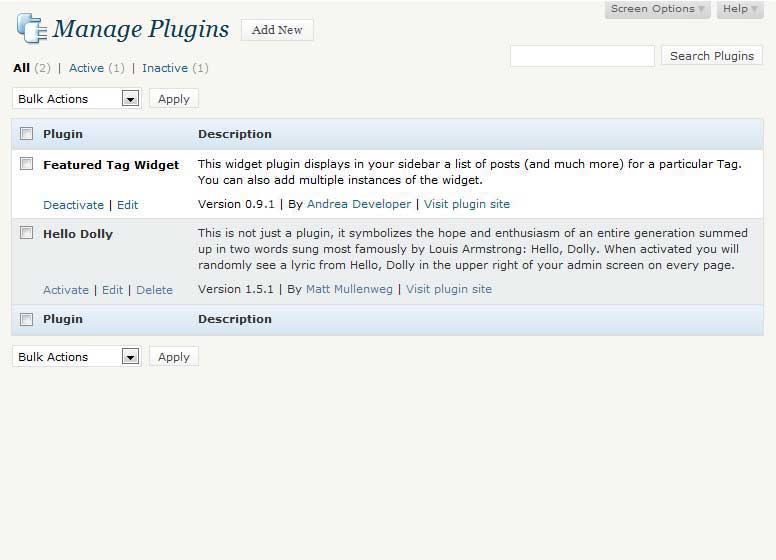 Screen Options Help
Manage Plugins Add New
Search Plugins
All (2) | Active (1) | Inactive (1)
Bulk Actions Apply
Plugin Description
Featured Tag Widget This widget plugin displays in your sidebar a list of posts (and much more) for a particular Tag.
You can also add multiple instances of the widget.
Deactivate | Edit Version 0.9.1 | By Andrea Developer | Visit plugin site
Hello Dolly This is not just a plugin, it symbolizes the hope and enthusiasm of an entire generation summed
up in two words sung most famously by Louis Armstrong: Hello, Dolly. When activated you will
randomly see a lyric from Hello, Dolly in the upper right of your admin screen on every page.
Activate | Edit | Delete Version 1.5.1 | By Matt Mullenweg | Visit plugin site
Plugin Description
Bulk Actions Apply